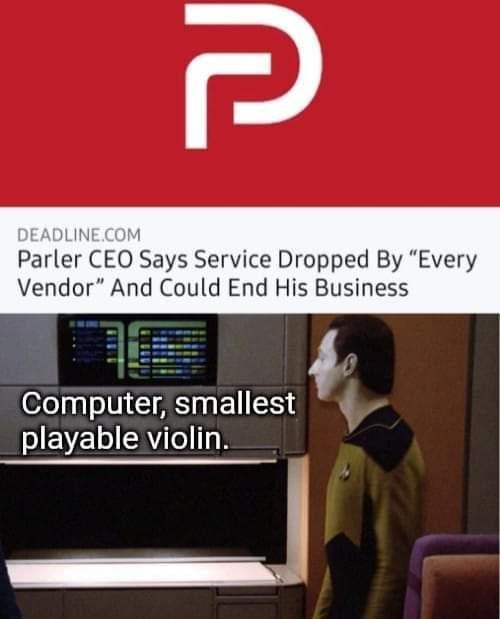 DEADLINE.COM
Parler CEO Says Service Dropped By “Every
Vendor” And Could End His Business
Computer, smallest
playable violin.